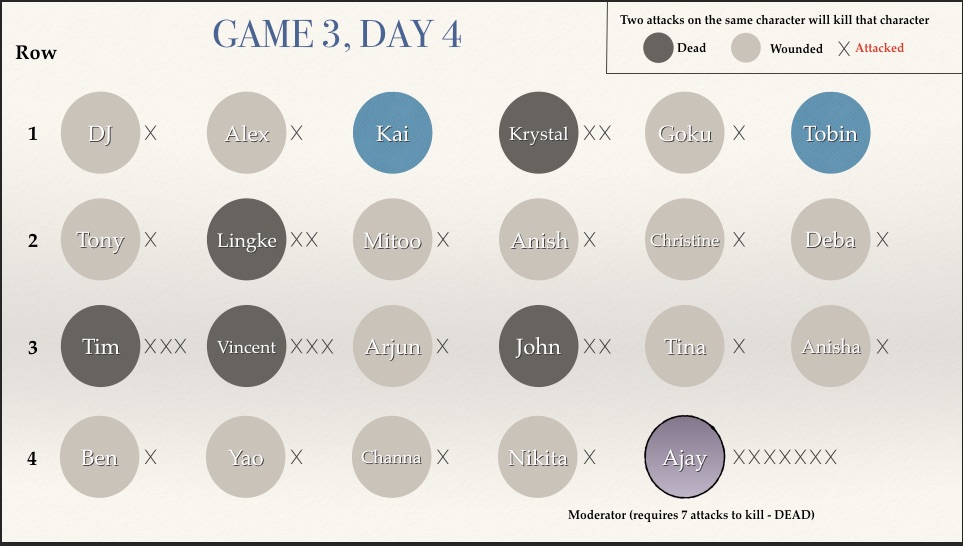 GAME 3, DAY 4
Two attacks on the same character will kill that character
Dead Wounded X Attacked
Row
1 DJ X Alex X Kai Krystal XX Goku X Tobin
2 Tony X Lingke XX Mitoo X Anish X Christine X Deba X
3 Tim XXX Vincent XXX Arjun X John XX Tina X Anisha X
4 Ben X Yao X Channa X Nikita X Ajay XXXXXXX
Moderator (requires 7 attacks to kill - DEAD)